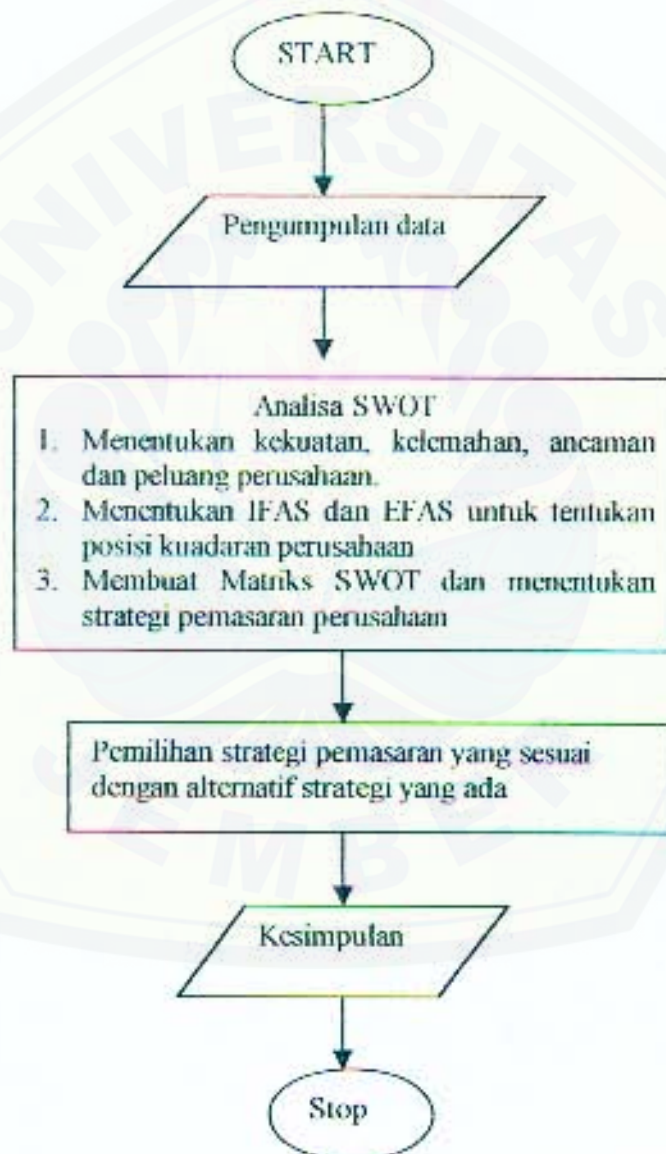 START
Pengumpulan data
Analisa SWOT
1. Menentukan kekuatan, kelemahan, ancaman
dan peluang perusahaan.
2. Menentukan IFAS dan EFAS untuk tentukan
posisi kuadaran perusahaan
3. Membuat Matriks SWOT dan menentukan
strategi pemasaran perusahaan
Pemilihan strategi pemasaran yang sesuai
dengan alternatif strategi yang ada
Kesimpulan
Stop
UNIVERSITAS
JEMBER